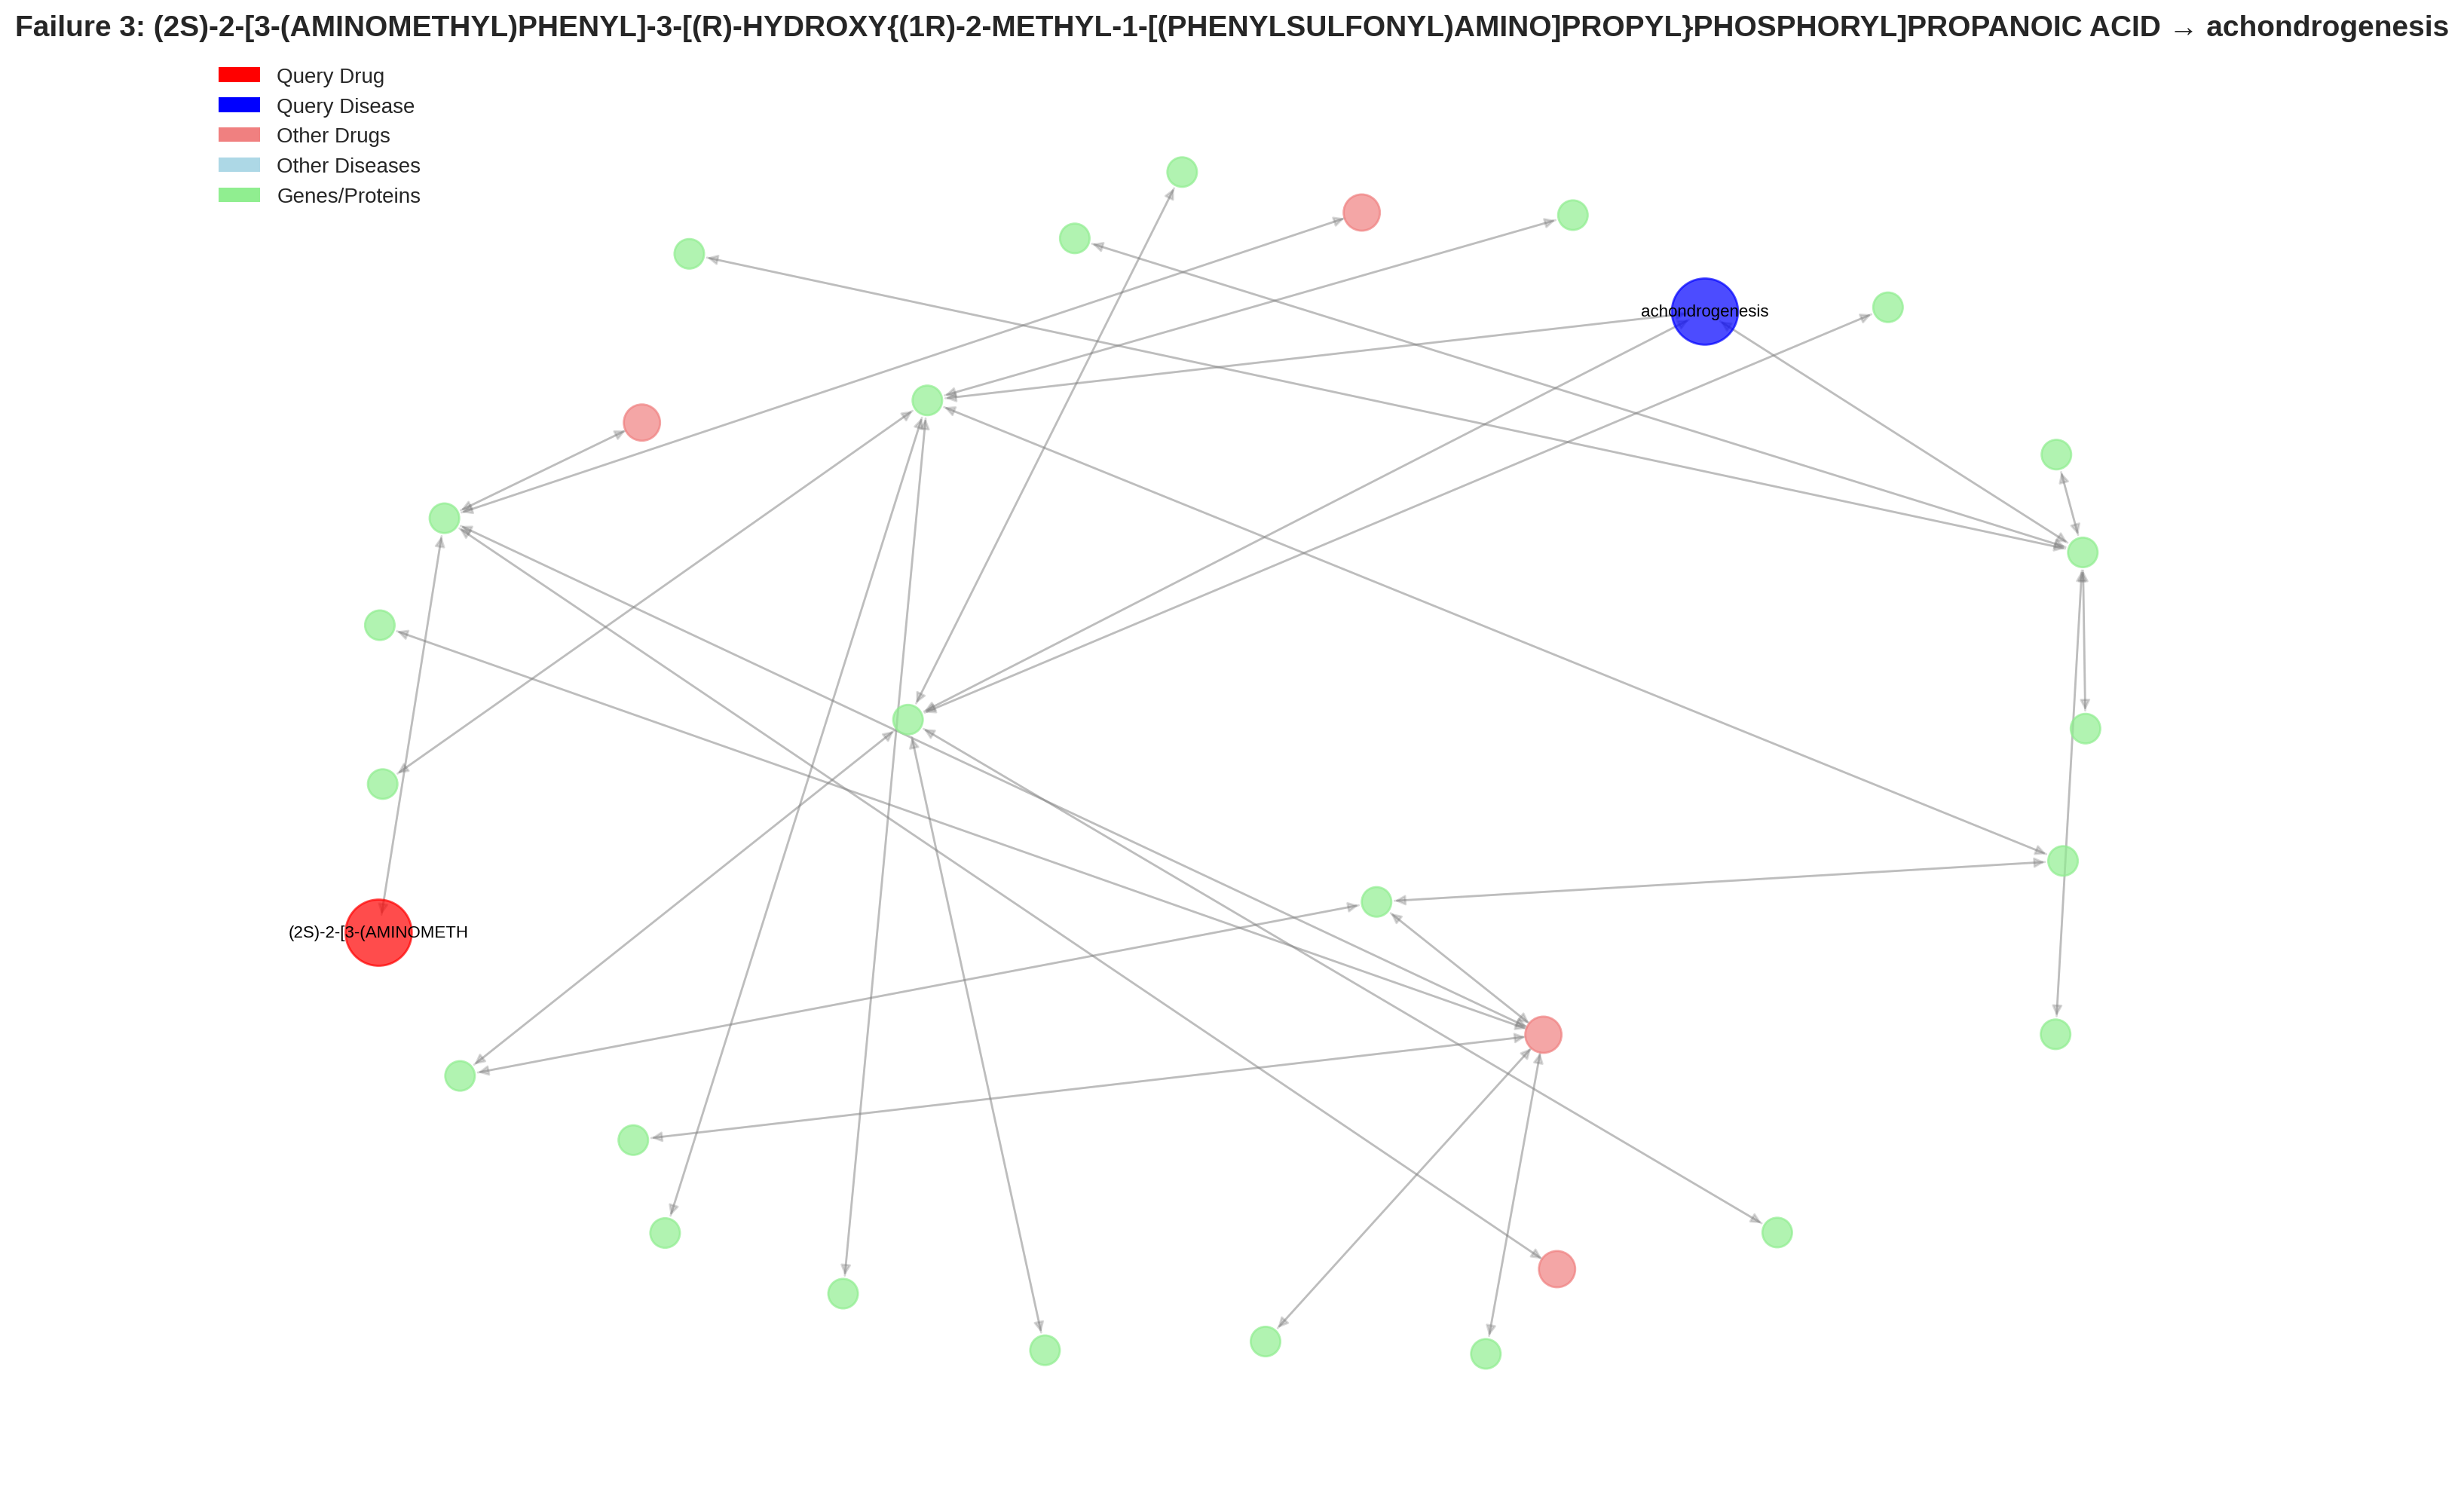 Failure 3: (2S)-2-[3-(AMINOMETHYL)PHENYL]-3-[(R)-HYDROXY{(1R)-2-METHYL-1-[(PHENYLSULFONYL)AMINO]PROPYL}PHOSPHORYL]PROPANOIC ACID → achondrogenesis
Query Drug
Query Disease
Other Drugs
Other Diseases
Genes/Proteins
achondrogenesis
(2S)-2-[3-(AMINOMETH